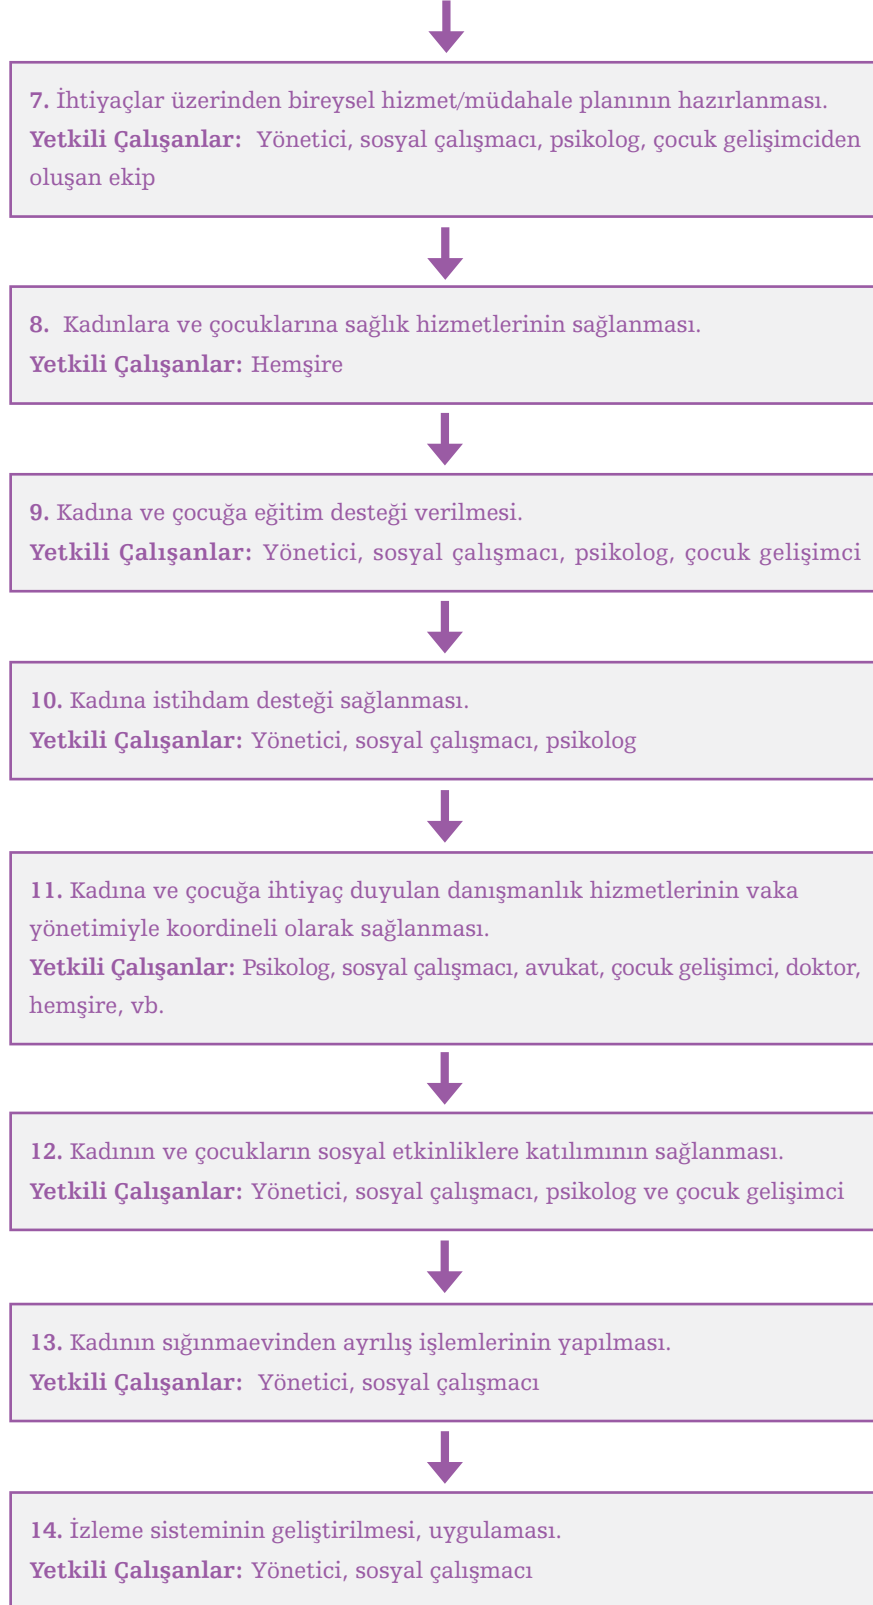 7. İhtiyaçlar üzerinden bireysel hizmet/müdahale planının hazırlanması.
Yetkili Çalışanlar: Yönetici, sosyal çalışmacı, psikolog, çocuk gelişimciden
oluşan ekip
8. Kadınlara ve çocuklarına sağlık hizmetlerinin sağlanması.
Yetkili Çalışanlar: Hemşire
9. Kadına ve çocuğa eğitim desteği verilmesi.
Yetkili Çalışanlar: Yönetici, sosyal çalışmacı, psikolog, çocuk gelişimci
10. Kadına istihdam desteği sağlanması.
Yetkili Çalışanlar: Yönetici, sosyal çalışmacı, psikolog
11. Kadına ve çocuğa ihtiyaç duyulan danışmanlık hizmetlerinin vaka
yönetimiyle koordineli olarak sağlanması.
Yetkili Çalışanlar: Psikolog, sosyal çalışmacı, avukat, çocuk gelişimci, doktor,
hemşire, vb.
12. Kadının ve çocukların sosyal etkinliklere katılımının sağlanması.
Yetkili Çalışanlar: Yönetici, sosyal çalışmacı, psikolog ve çocuk gelişimci
13. Kadının sığınmaevinden ayrılış işlemlerinin yapılması.
Yetkili Çalışanlar: Yönetici, sosyal çalışmacı
14. İzleme sisteminin geliştirilmesi, uygulaması.
Yetkili Çalışanlar: Yönetici, sosyal çalışmacı